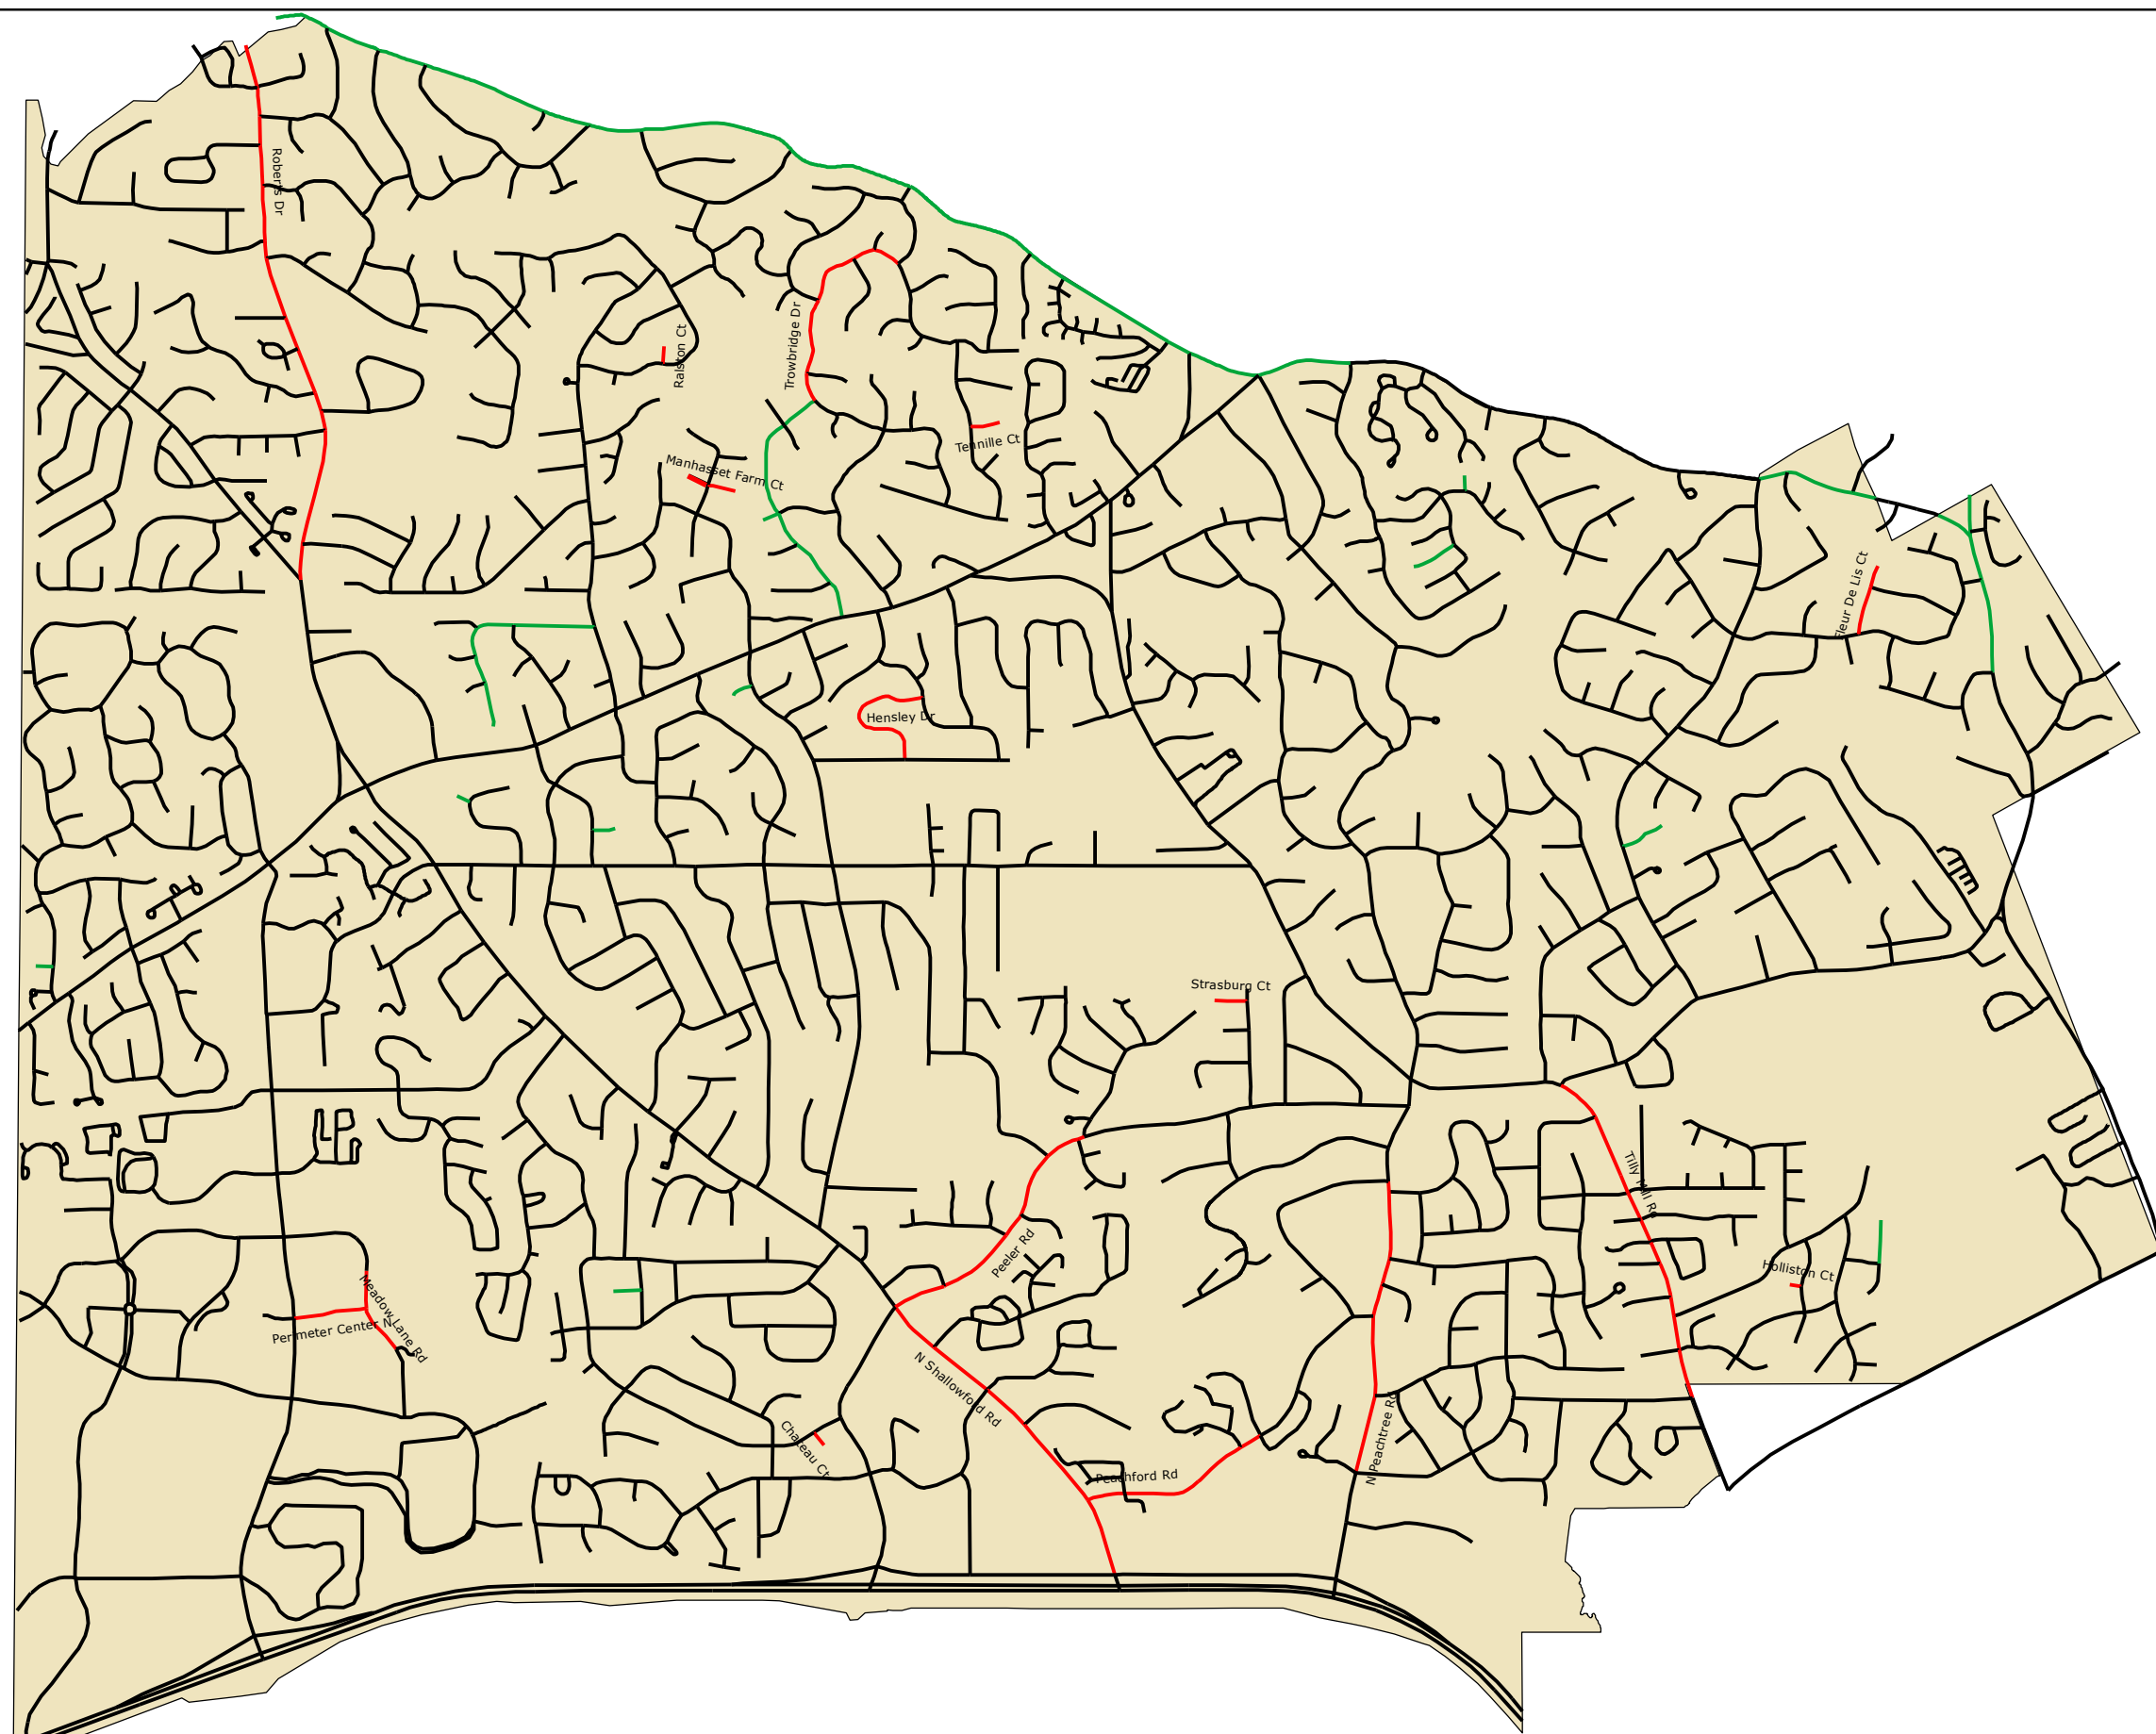 Roberts Dr
Trowbridge Dr
Ralston Ct
Tennille Ct
Manhasset Farm Ct
Fleur De Lis Ct
Hensley Dr
Strasburg Ct
Tilly Mill Rd
Peeler Rd
Holliston Ct
Meadow Lane Rd
Perimeter Center N
N Shallowford Rd
N Peachtree Rd
Chateau Ct
Peachford Rd